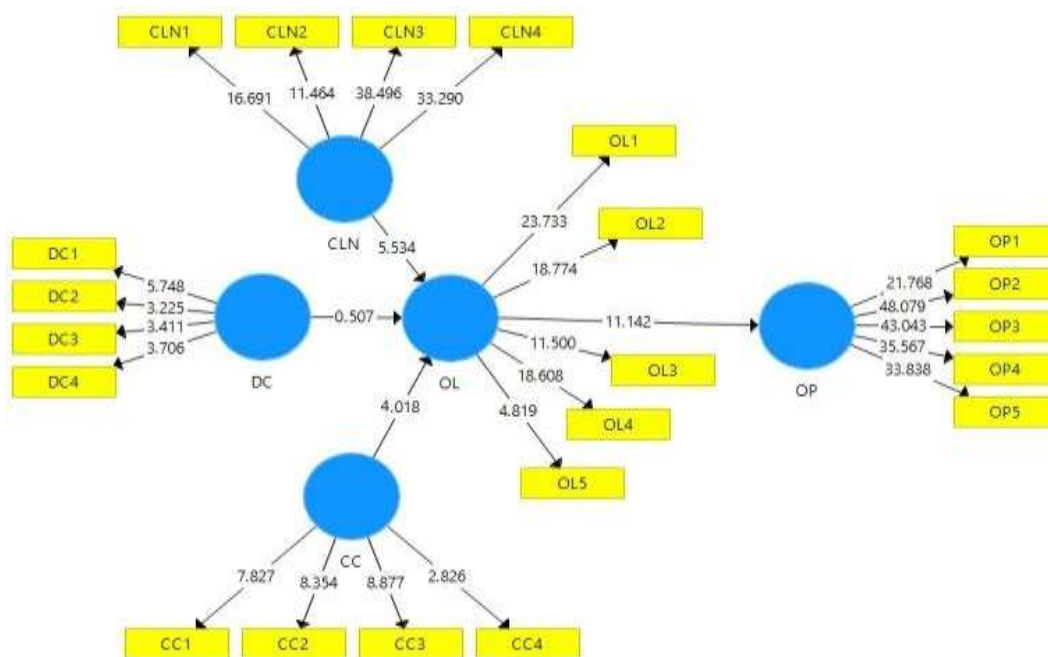 CLN1
CLN2
CLN3
CLN4
16.691
11.464
38.496
33.290
CLN
5.534
OL1
OL2
OL3
OL4
OL5
23.733
18.774
11.500
18.608
4.819
OL
DC1
DC2
DC3
DC4
5.748
3.225
3.411
3.706
DC
0.507
11.142
OP1
OP2
OP3
OP4
OP5
21.768
48.079
43.043
35.567
33.838
OP
4.018
CC
7.827
8.354
8.877
2.826
CC1
CC2
CC3
CC4